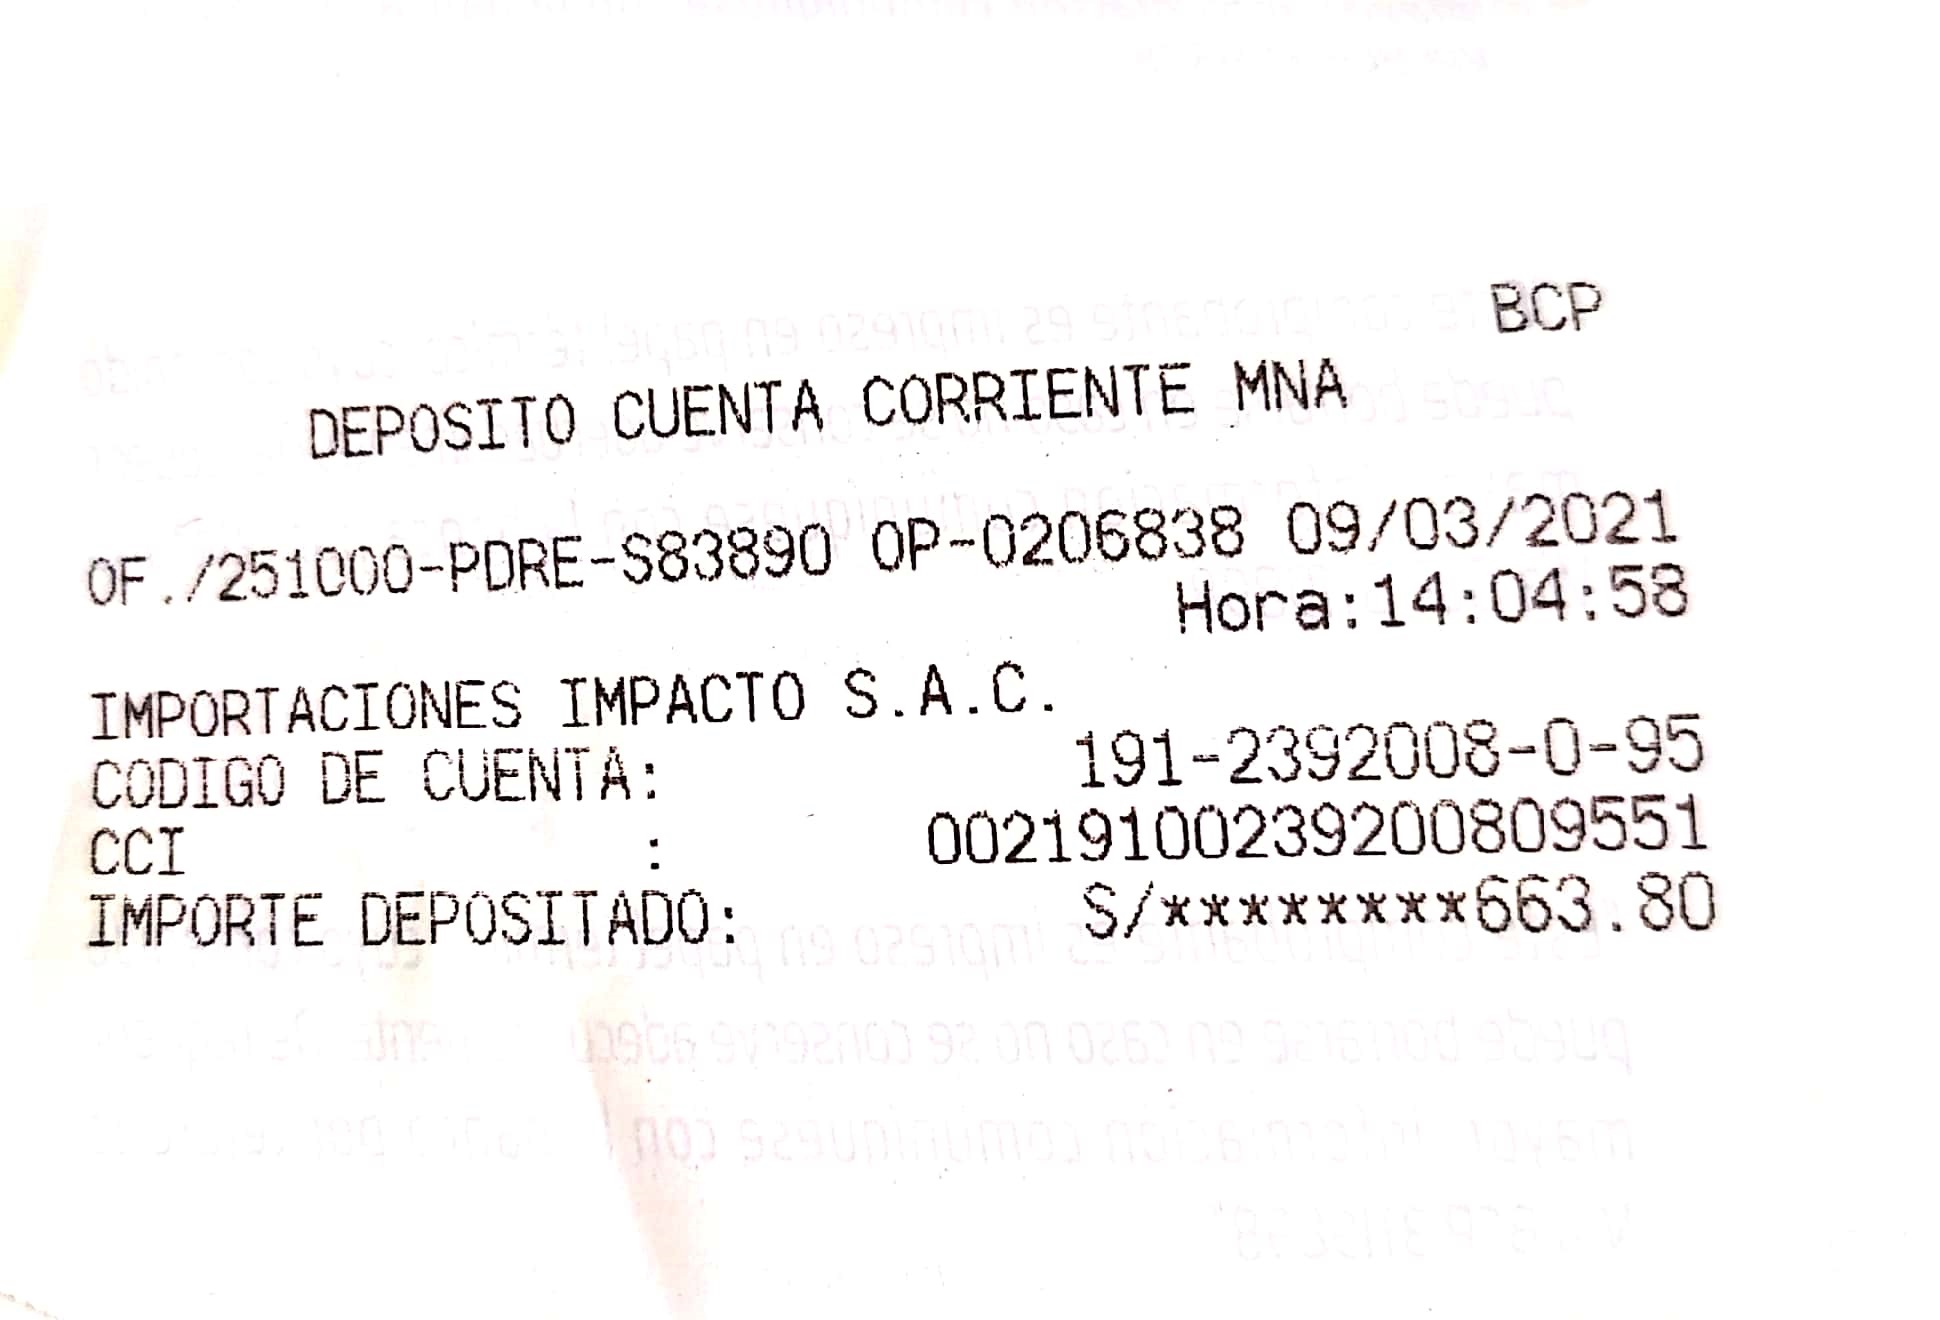 BCP
DEPOSITO CUENTA CORRIENTE MNA
OF./251000-PDRE-S83890 OP-0206838 09/03/2021
Hora:14:04:58
IMPORTACIONES IMPACTO S.A.C.
CODIGO DE CUENTA: 191-2392008-0-95
CCI : 00219100239200809551
IMPORTE DEPOSITADO: S/********663.80